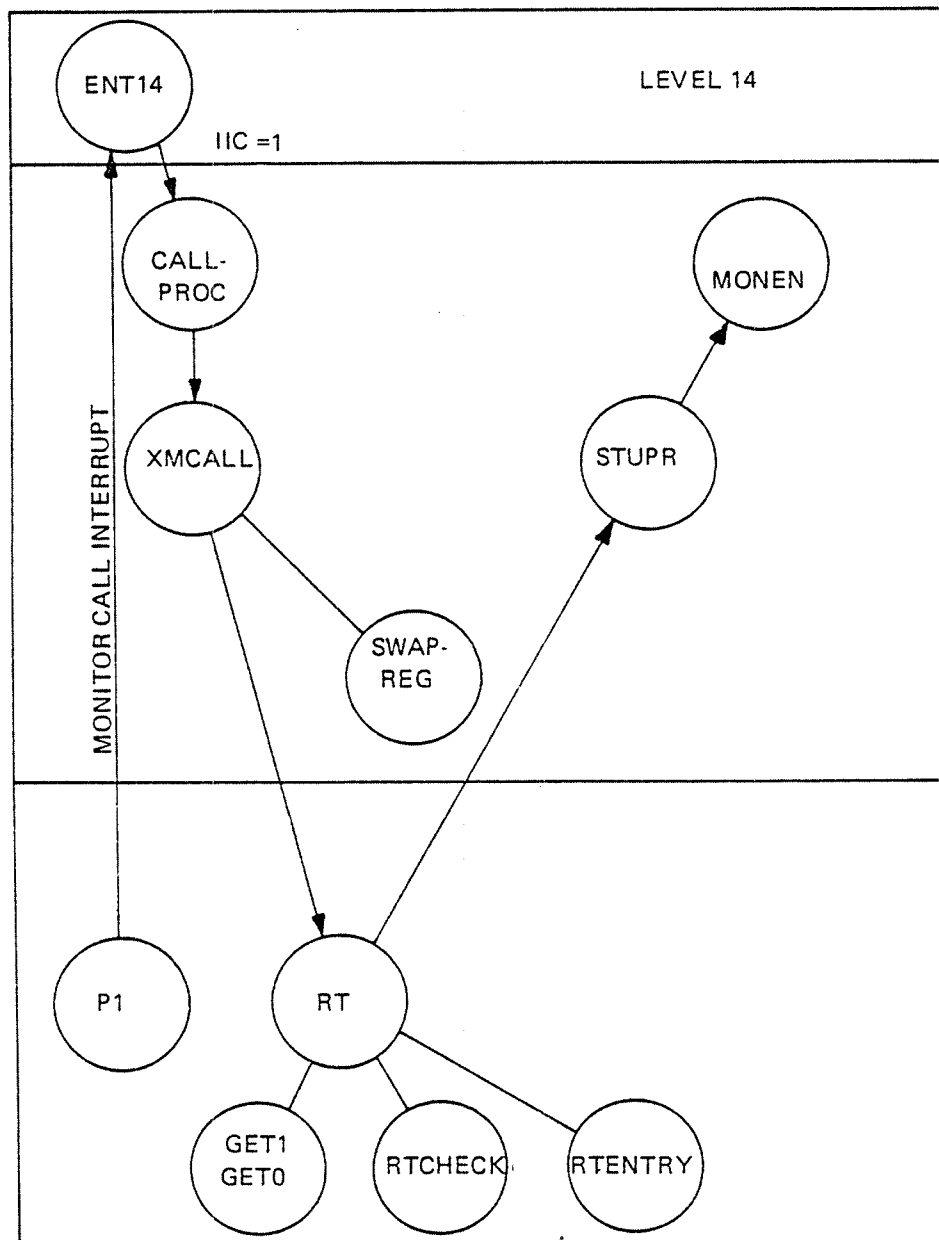 ENT14
LEVEL 14
IIC =1
CALL-
PROC
MONEN
XMCALL
STUPR
MONITOR CALL INTERRUPT
SWAP-
REG
P1
RT
GET1
GET0
RTCHECK
RTENTRY